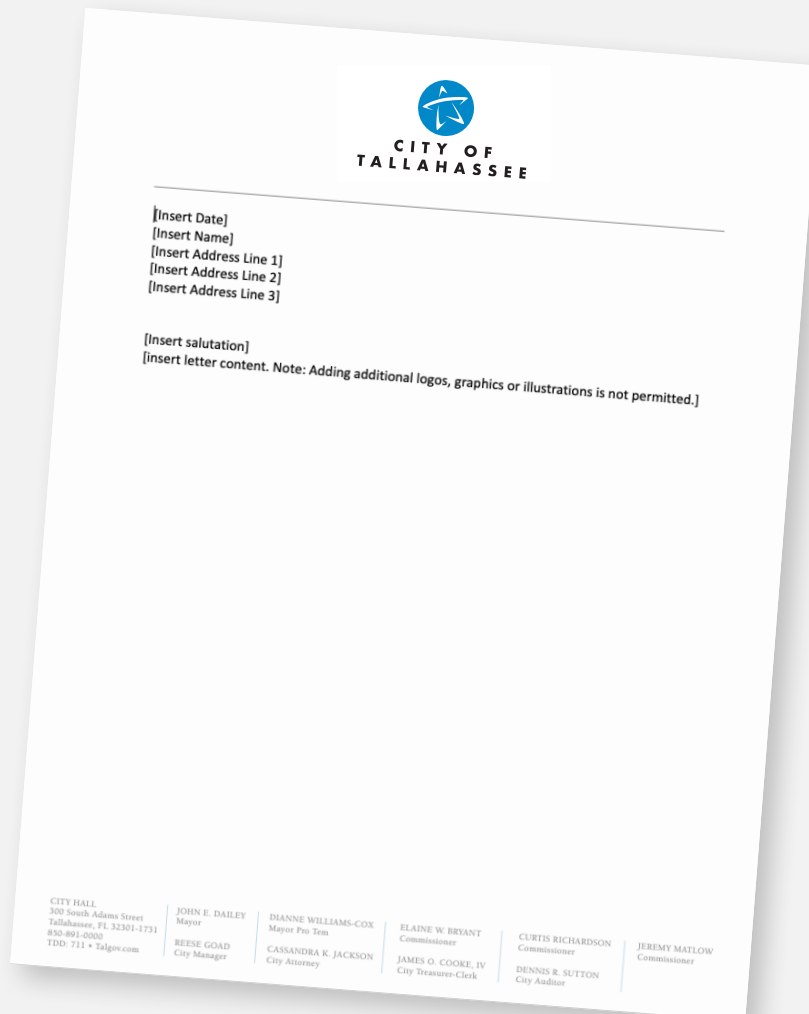 CITY OF
TALLAHASSEE
[Insert Date]
[Insert Name]
[Insert Address Line 1]
[Insert Address Line 2]
[Insert Address Line 3]
[Insert salutation]
[insert letter content. Note: Adding additional logos, graphics or illustrations is not permitted.]
CITY HALL
300 South Adams Street
Tallahassee, FL 32301-1731
850-891-0000
TDD: 711 • Talgov.com
JOHN E. DAILEY
Mayor
REESE GOAD
City Manager
DIANNE WILLIAMS-COX
Mayor Pro Tem
CASSANDRA K. JACKSON
City Attorney
ELAINE W. BRYANT
Commissioner
JAMES O. COOKE, IV
City Treasurer-Clerk
CURTIS RICHARDSON
Commissioner
DENNIS R. SUTTON
City Auditor
JEREMY MATLOW
Commissioner